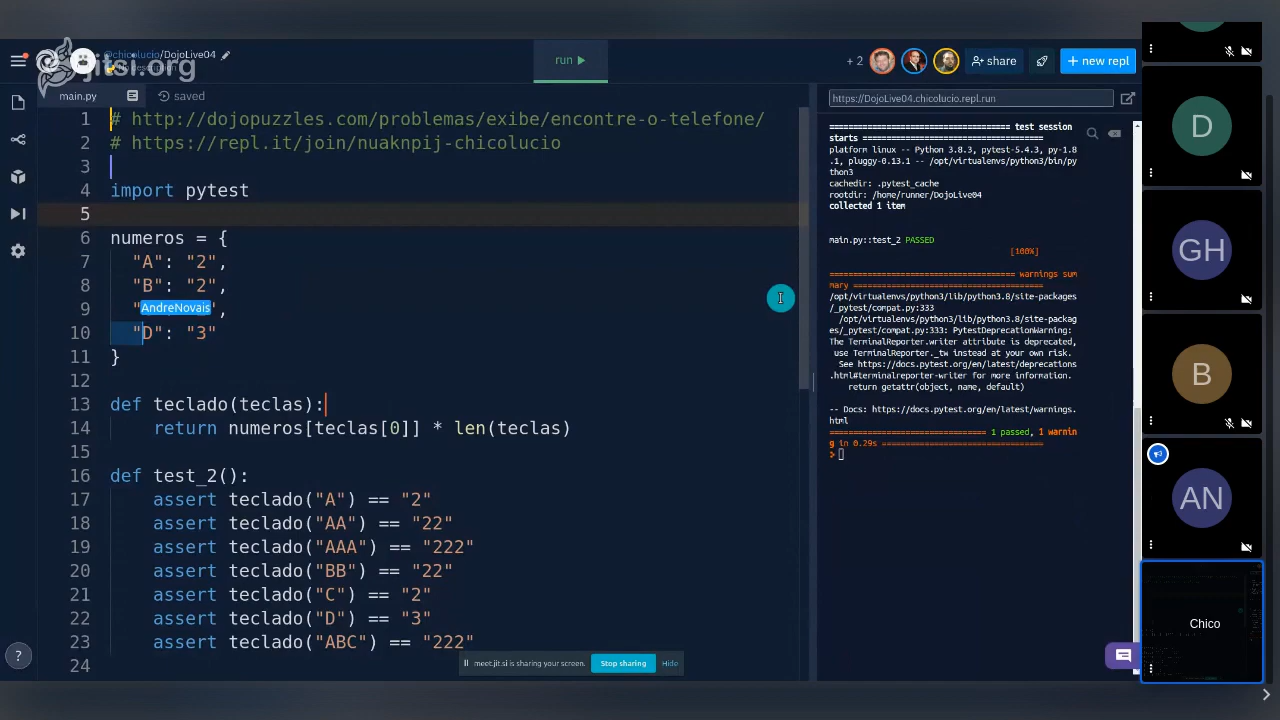 @chicolucio/DojoLive04
No description
jitsi.org
run
+ 2
share
+ new repl
main.py
saved
https://DojoLive04.chicolucio.repl.run
1 # http://dojopuzzles.com/problemas/exibe/encontre-o-telefone/
2 # https://repl.it/join/nuaknpij-chicolucio
3
4 import pytest
5
6 numeros = {
7 "A": "2",
8 "B": "2",
9 " AndreNovais ",
10 "D": "3"
11 }
12
13 def teclado(teclas):
14 return numeros[teclas[0]] * len(teclas)
15
16 def test_2():
17 assert teclado("A") == "2"
18 assert teclado("AA") == "22"
19 assert teclado("AAA") == "222"
20 assert teclado("BB") == "22"
21 assert teclado("C") == "2"
22 assert teclado("D") == "3"
23 assert teclado("ABC") == "222"
24
================================== test session
starts ==================================
platform linux -- Python 3.8.3, pytest-5.4.3, py-1.8
.1, pluggy-0.13.1 -- /opt/virtualenvs/python3/bin/py
thon3
cachedir: .pytest_cache
rootdir: /home/runner/DojoLive04
collected 1 item
main.py::test_2 PASSED
[100%]
=================================== warnings sum
mary ===================================
/opt/virtualenvs/python3/lib/python3.8/site-packages
/_pytest/compat.py:333
/opt/virtualenvs/python3/lib/python3.8/site-packag
es/_pytest/compat.py:333: PytestDeprecationWarning:
The TerminalReporter.writer attribute is deprecated,
use TerminalReporter._tw instead at your own risk.
See https://docs.pytest.org/en/latest/deprecations
.html#terminalreporter-writer for more information.
return getattr(object, name, default)
-- Docs: https://docs.pytest.org/en/latest/warnings.
html
============================= 1 passed, 1 warnin
g in 0.29s ==============================
>
D
GH
B
AN
Chico
meet.jit.si is sharing your screen.
Stop sharing
Hide
?